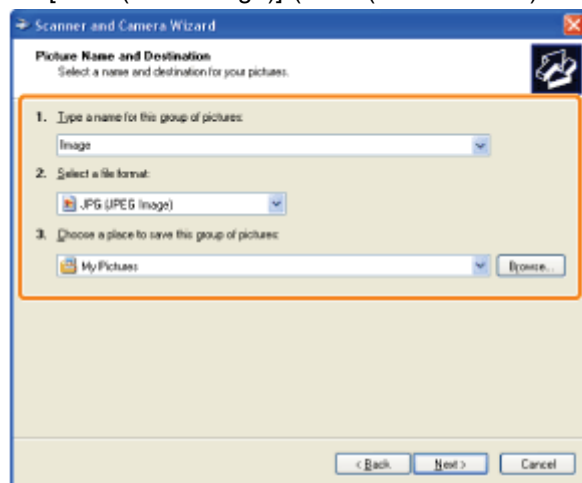 Scanner and Camera Wizard
Picture Name and Destination
Select a name and destination for your pictures.
1. Type a name for this group of pictures:
Image
2. Select a file format:
JPG (JPEG Image)
3. Choose a place to save this group of pictures:
My Pictures
Browse...
< Back
Next >
Cancel